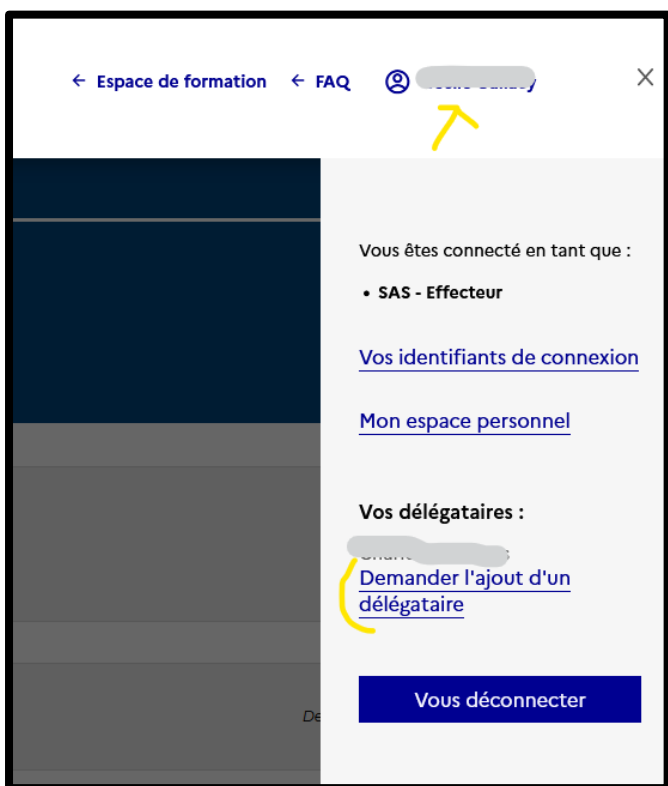 ← Espace de formation ← FAQ
Vous êtes connecté en tant que :
• SAS - Effecteur
Vos identifiants de connexion
Mon espace personnel
Vos délégataires :
Demander l'ajout d'un
délégataire
De
Vous déconnecter